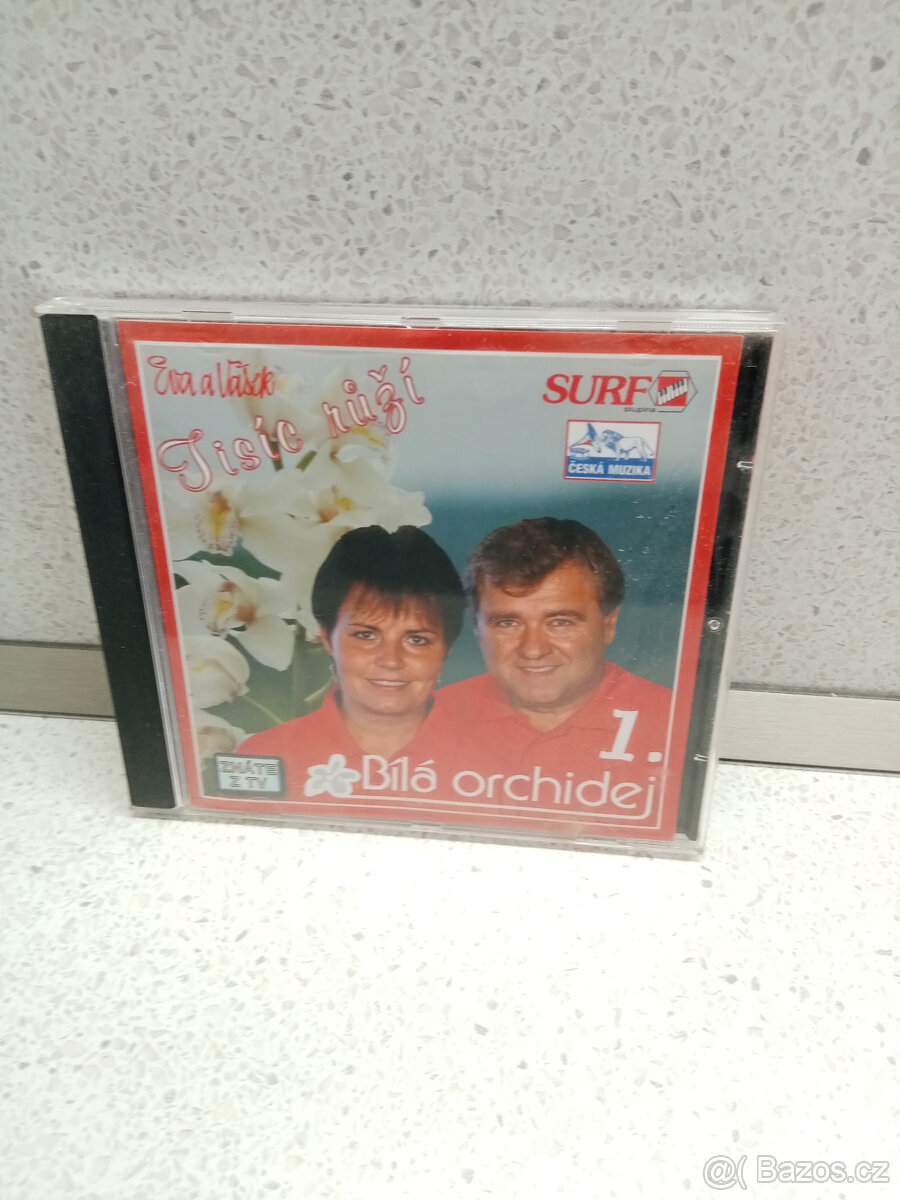 Eva a Vašek
Tisíc růží
SURF
skupina
ČESKÁ MUZIKA
1.
ZNÁTE
Z TV
Bílá orchidej
@( Bazos.cz